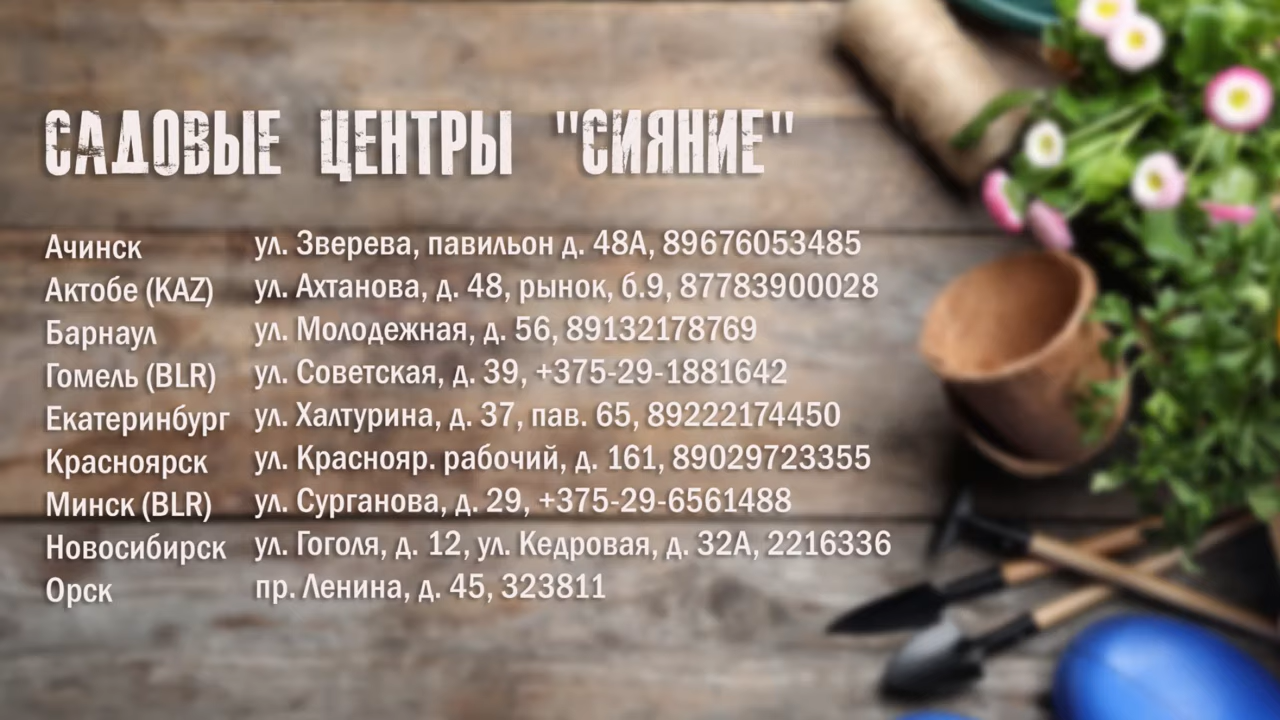 САДОВЫЕ ЦЕНТРЫ "СИЯНИЕ"
Ачинск ул. Зверева, павильон д. 48А, 89676053485
Актобе (KAZ) ул. Ахтанова, д. 48, рынок, б.9, 87783900028
Барнаул ул. Молодежная, д. 56, 89132178769
Гомель (BLR) ул. Советская, д. 39, +375-29-1881642
Екатеринбург ул. Халтурина, д. 37, пав. 65, 89222174450
Красноярск ул. Краснояр. рабочий, д. 161, 89029723355
Минск (BLR) ул. Сурганова, д. 29, +375-29-6561488
Новосибирск ул. Гоголя, д. 12, ул. Кедровая, д. 32А, 2216336
Орск пр. Ленина, д. 45, 323811